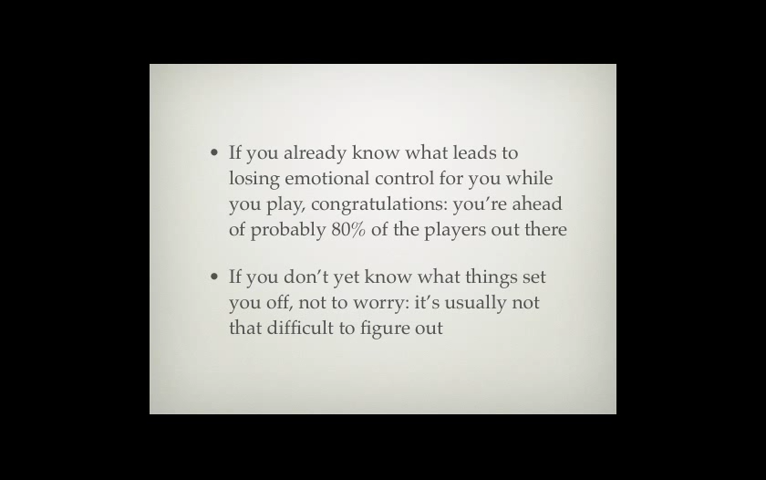 • If you already know what leads to
losing emotional control for you while
you play, congratulations: you’re ahead
of probably 80% of the players out there
• If you don’t yet know what things set
you off, not to worry: it’s usually not
that difficult to figure out